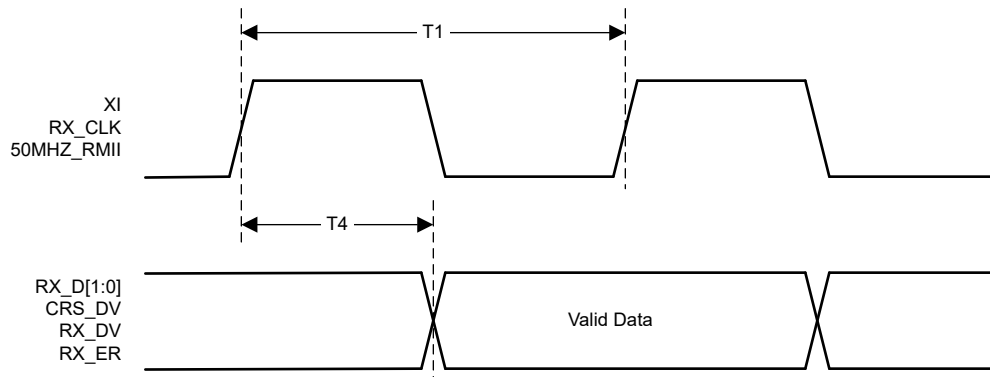 T1
XI
RX_CLK
50MHZ_RMII
T4
RX_D[1:0]
CRS_DV
RX_DV
RX_ER
Valid Data